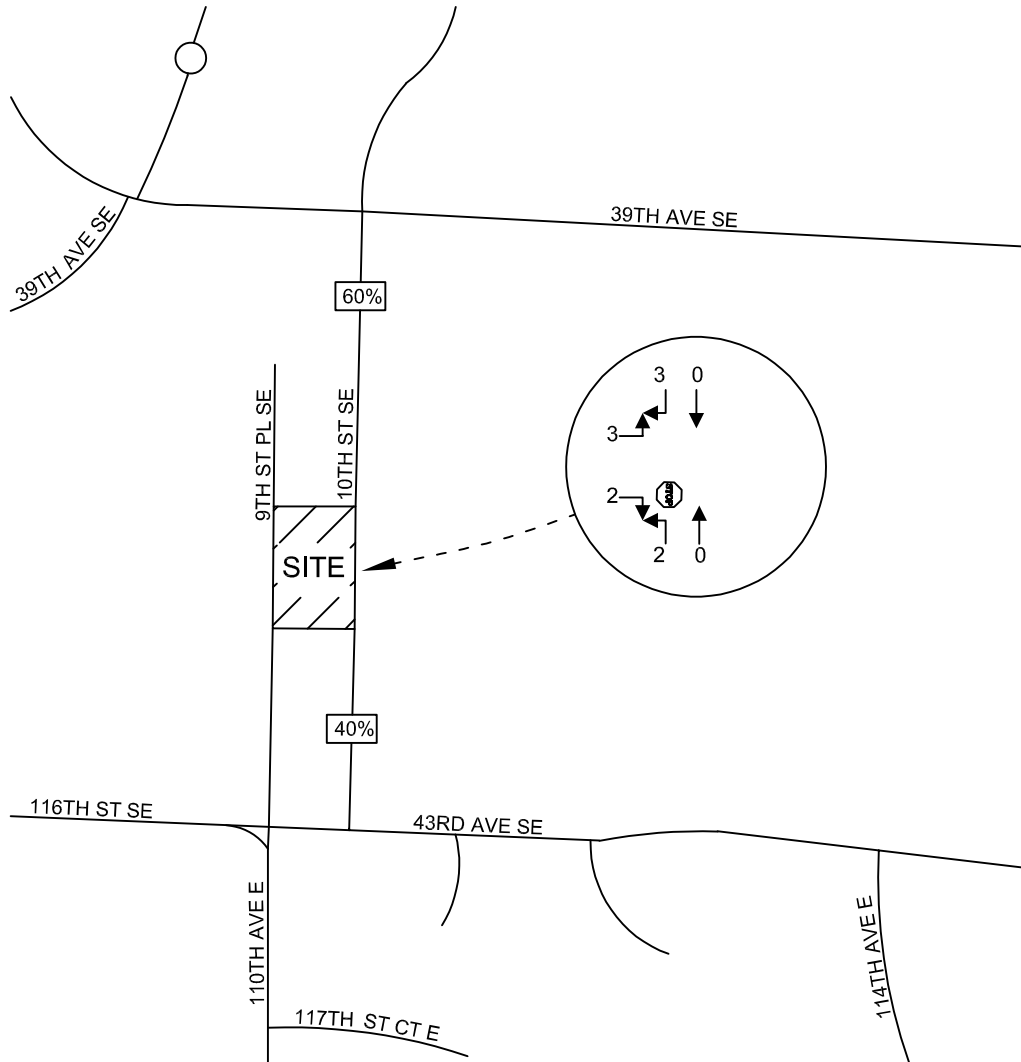 39TH AVE SE
39TH AVE SE
60%
9TH ST PL SE
10TH ST SE
3 0
3
2
STOP
2 0
SITE
40%
116TH ST SE
43RD AVE SE
110TH AVE E
114TH AVE E
117TH ST CT E